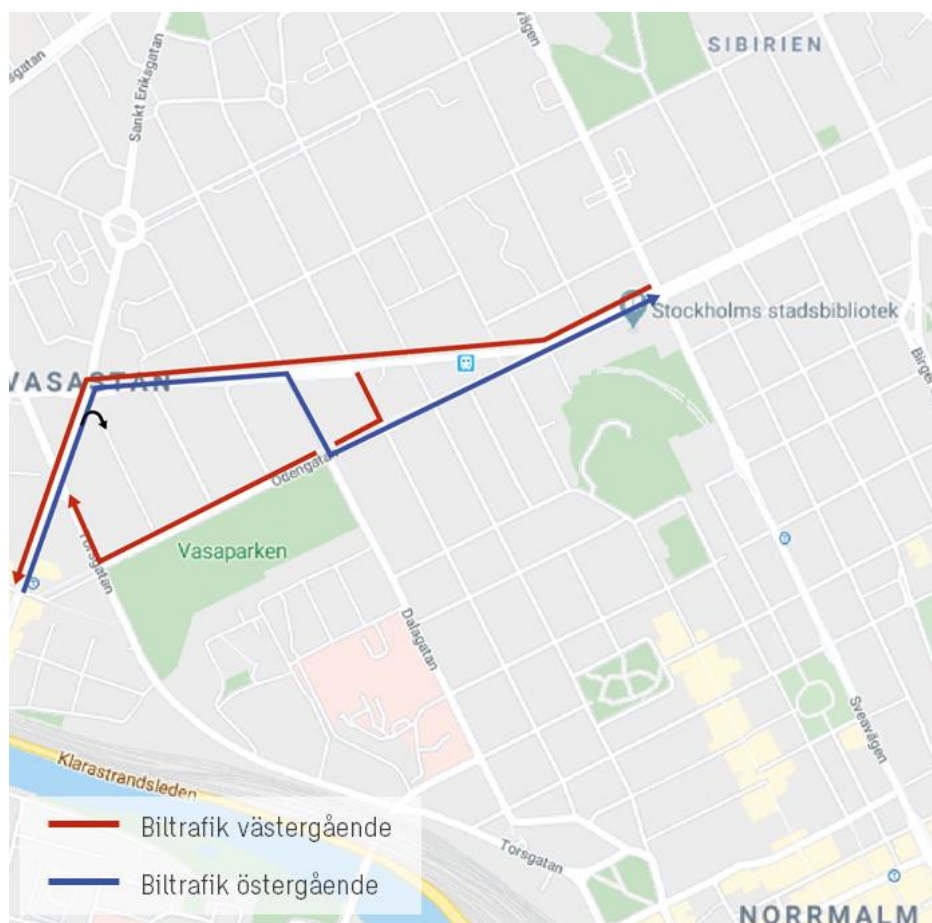 SIBIRIEN
Sankt Eriksgatan
Stockholms stadsbibliotek
VASASTAN
Odengatan
Vasaparken
Torsgatan
Dalagatan
Sveavägen
Klarastrandsleden
Torsgatan
NORRMALM
Biltrafik västergående
Biltrafik östergående